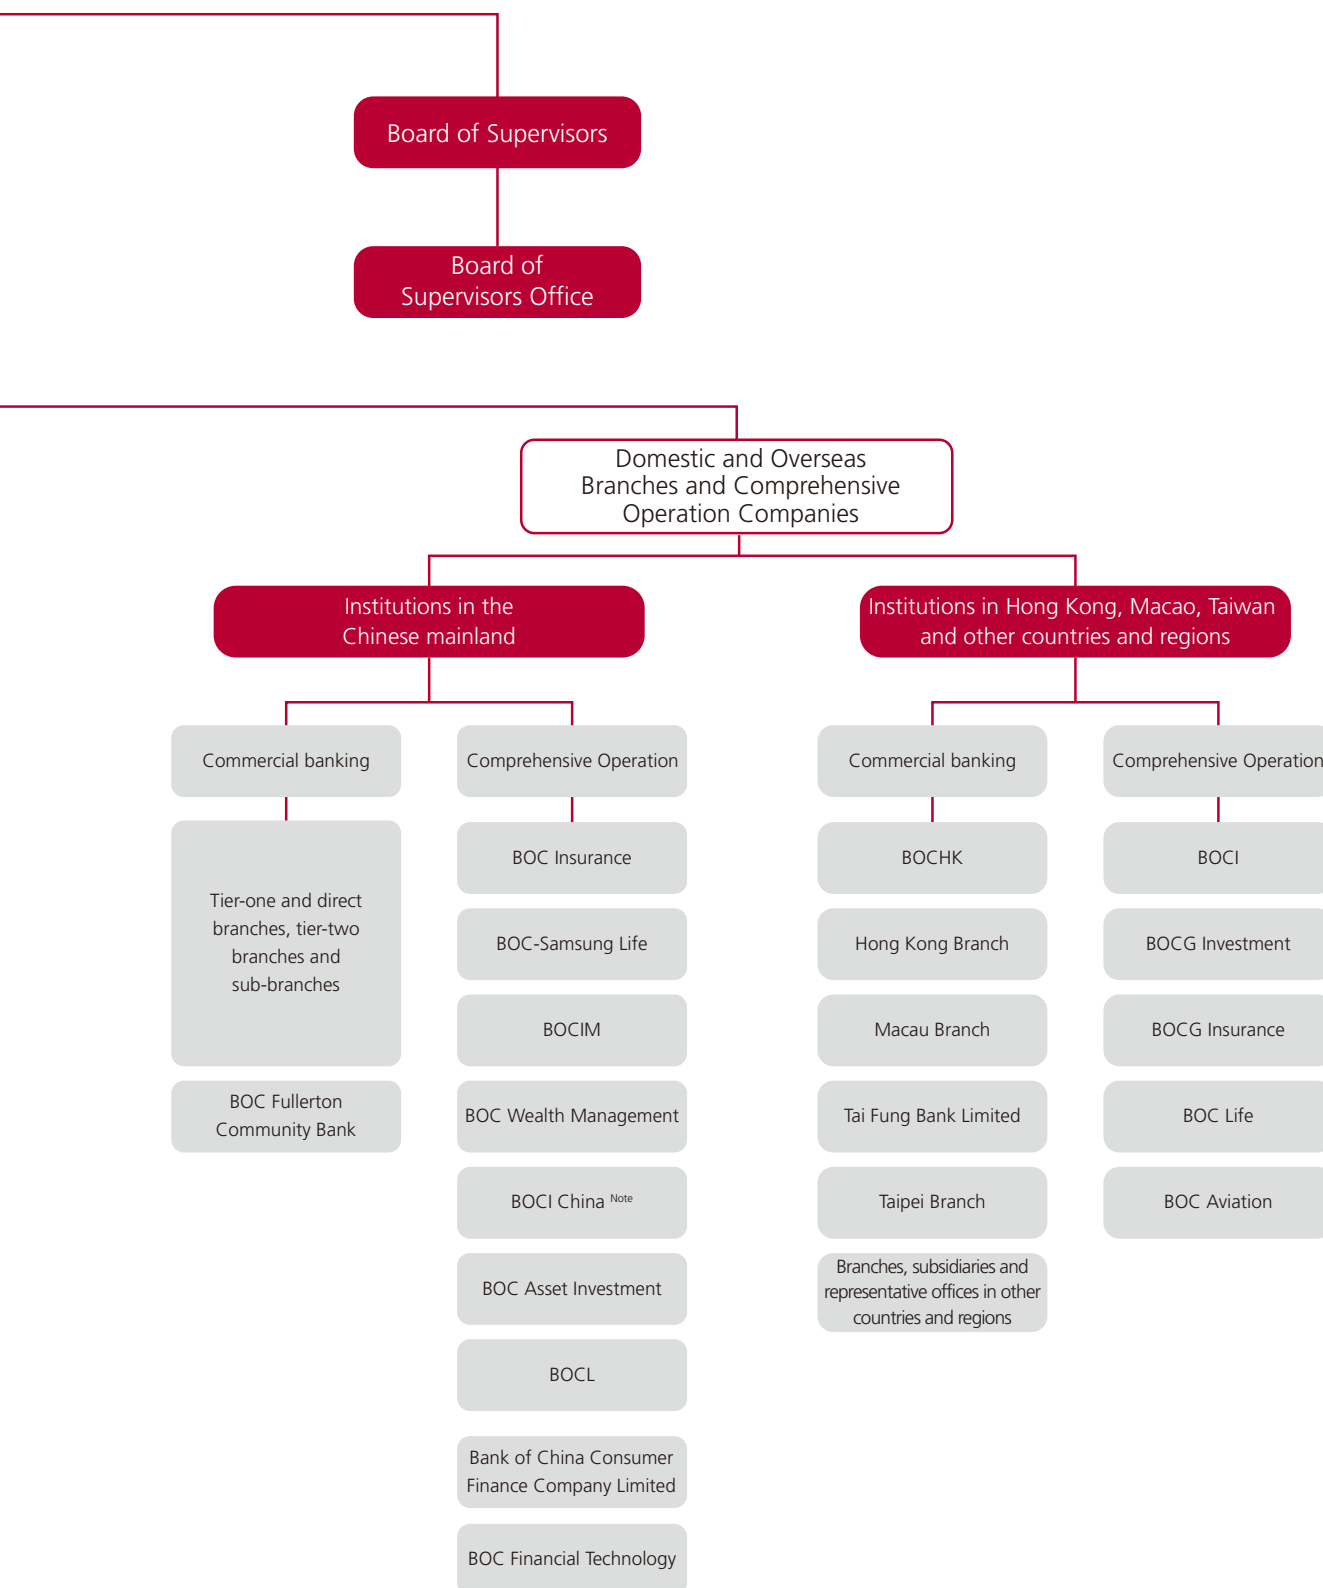 Board of Supervisors
Board of
Supervisors Office
Domestic and Overseas
Branches and Comprehensive
Operation Companies
Institutions in the
Chinese mainland
Institutions in Hong Kong, Macao, Taiwan
and other countries and regions
Commercial banking
Tier-one and direct
branches, tier-two
branches and
sub-branches
BOC Fullerton
Community Bank
Comprehensive Operation
BOC Insurance
BOC-Samsung Life
BOCIM
BOC Wealth Management
BOCI China Note
BOC Asset Investment
BOCL
Bank of China Consumer
Finance Company Limited
BOC Financial Technology
Commercial banking
BOCHK
Hong Kong Branch
Macau Branch
Tai Fung Bank Limited
Taipei Branch
Branches, subsidiaries and
representative offices in other
countries and regions
Comprehensive Operation
BOCI
BOCG Investment
BOCG Insurance
BOC Life
BOC Aviation